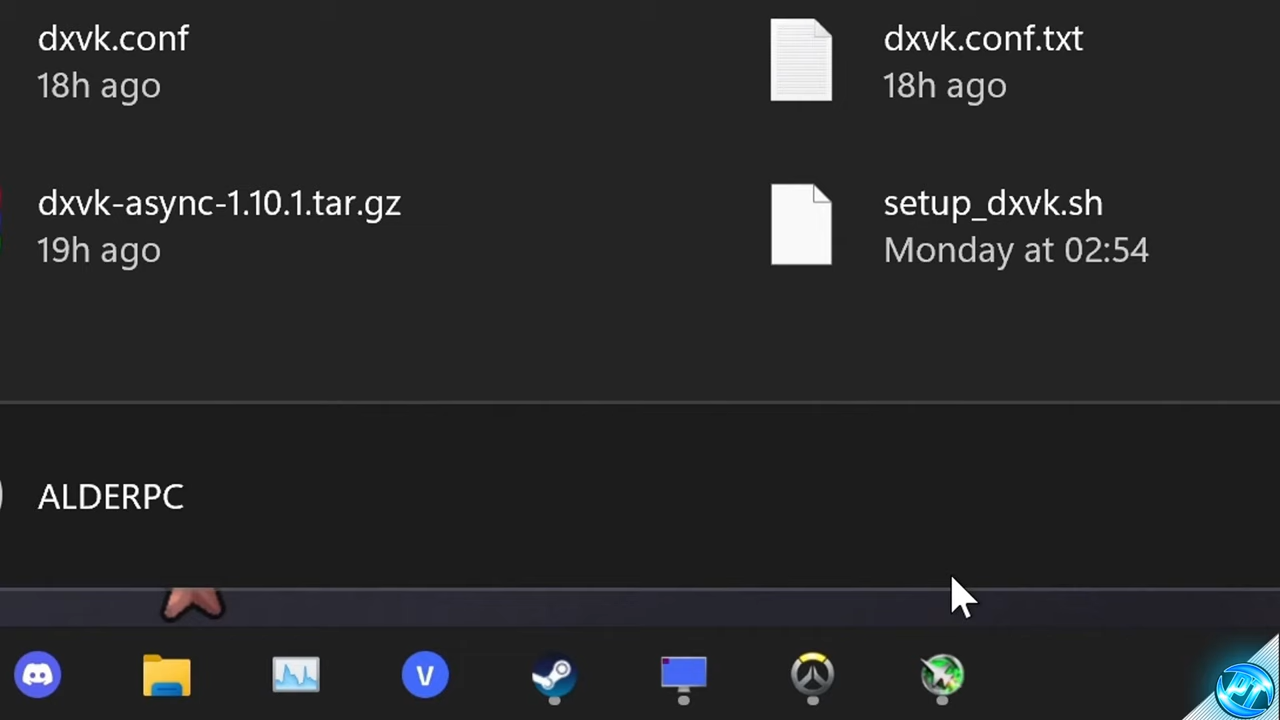 dxvk.conf
18h ago
dxvk.conf.txt
18h ago
dxvk-async-1.10.1.tar.gz
19h ago
setup_dxvk.sh
Monday at 02:54
ALDERPC
V
PT